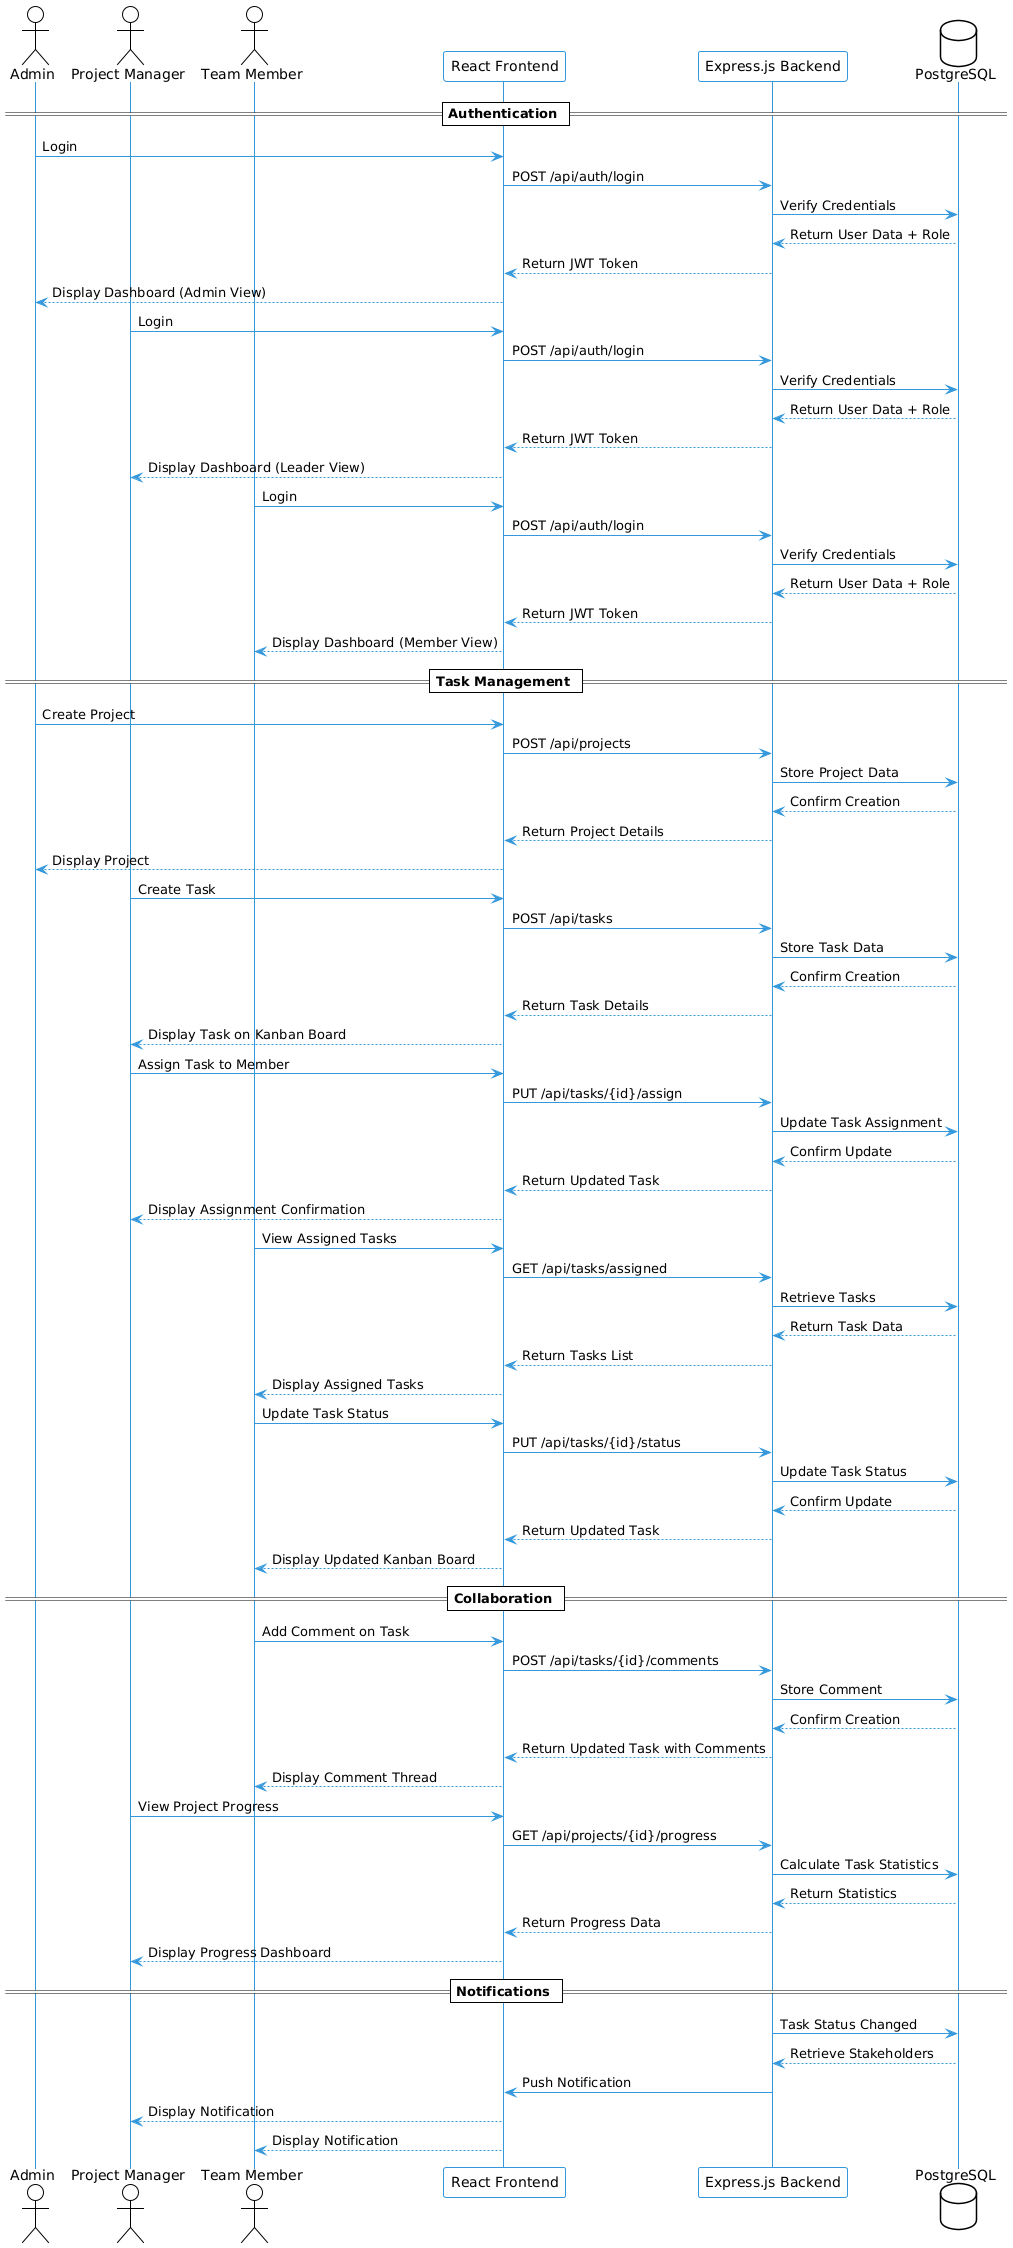 Admin
Project Manager
Team Member
React Frontend
Express.js Backend
PostgreSQL
Authentication
Login
POST /api/auth/login
Verify Credentials
Return User Data + Role
Return JWT Token
Display Dashboard (Admin View)
Login
POST /api/auth/login
Verify Credentials
Return User Data + Role
Return JWT Token
Display Dashboard (Leader View)
Login
POST /api/auth/login
Verify Credentials
Return User Data + Role
Return JWT Token
Display Dashboard (Member View)
Task Management
Create Project
POST /api/projects
Store Project Data
Confirm Creation
Return Project Details
Display Project
Create Task
POST /api/tasks
Store Task Data
Confirm Creation
Return Task Details
Display Task on Kanban Board
Assign Task to Member
PUT /api/tasks/{id}/assign
Update Task Assignment
Confirm Update
Return Updated Task
Display Assignment Confirmation
View Assigned Tasks
GET /api/tasks/assigned
Retrieve Tasks
Return Task Data
Return Tasks List
Display Assigned Tasks
Update Task Status
PUT /api/tasks/{id}/status
Update Task Status
Confirm Update
Return Updated Task
Display Updated Kanban Board
Collaboration
Add Comment on Task
POST /api/tasks/{id}/comments
Store Comment
Confirm Creation
Return Updated Task with Comments
Display Comment Thread
View Project Progress
GET /api/projects/{id}/progress
Calculate Task Statistics
Return Statistics
Return Progress Data
Display Progress Dashboard
Notifications
Task Status Changed
Retrieve Stakeholders
Push Notification
Display Notification
Display Notification
Admin
Project Manager
Team Member
React Frontend
Express.js Backend
PostgreSQL